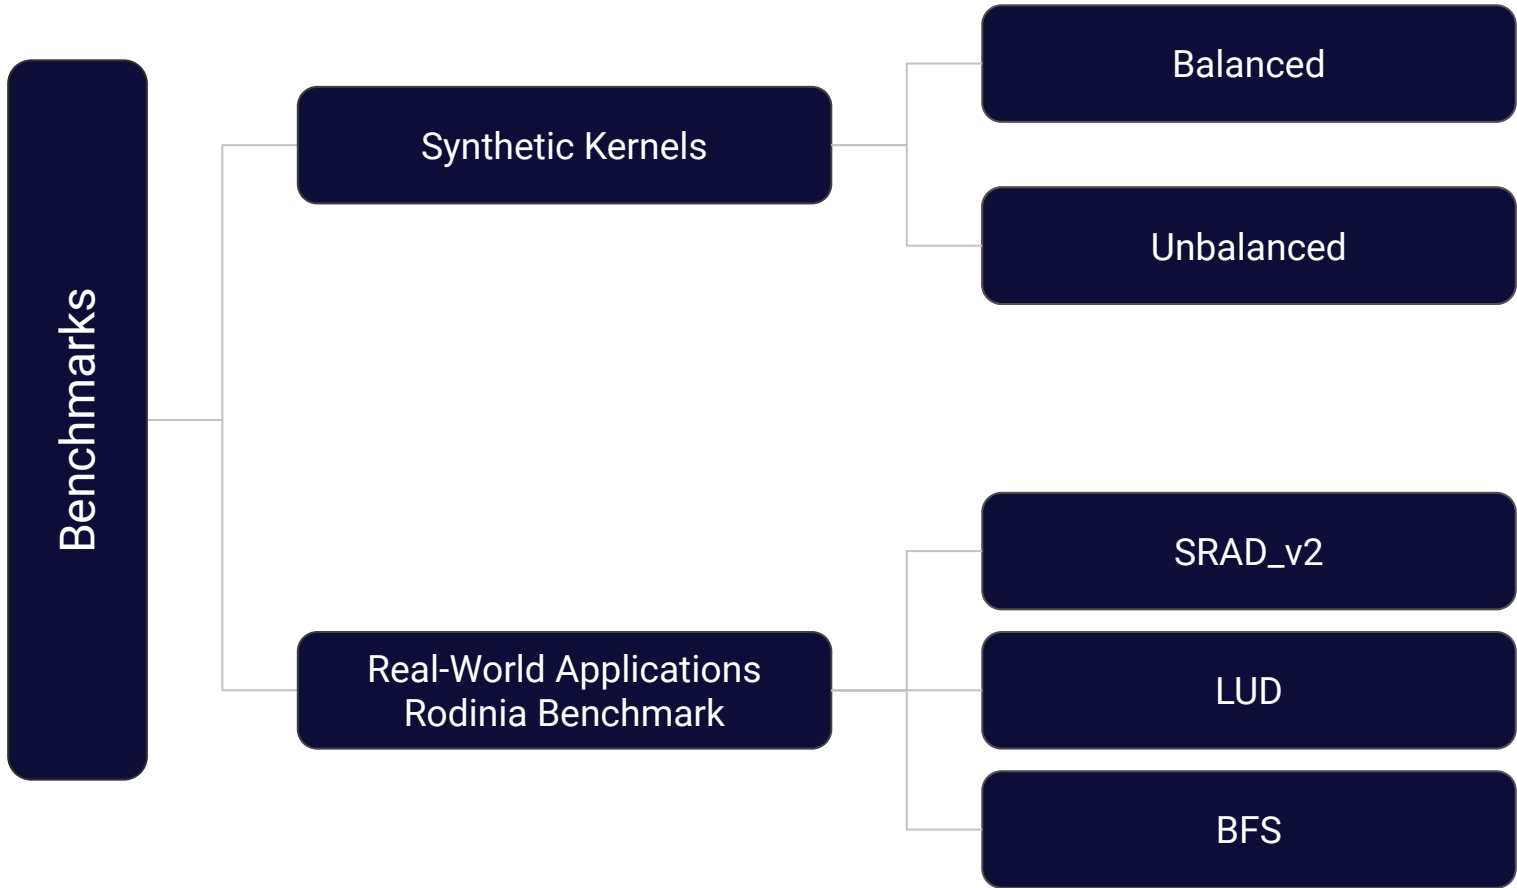 Benchmarks
Synthetic Kernels
Balanced
Unbalanced
Real-World Applications
Rodinia Benchmark
SRAD_v2
LUD
BFS